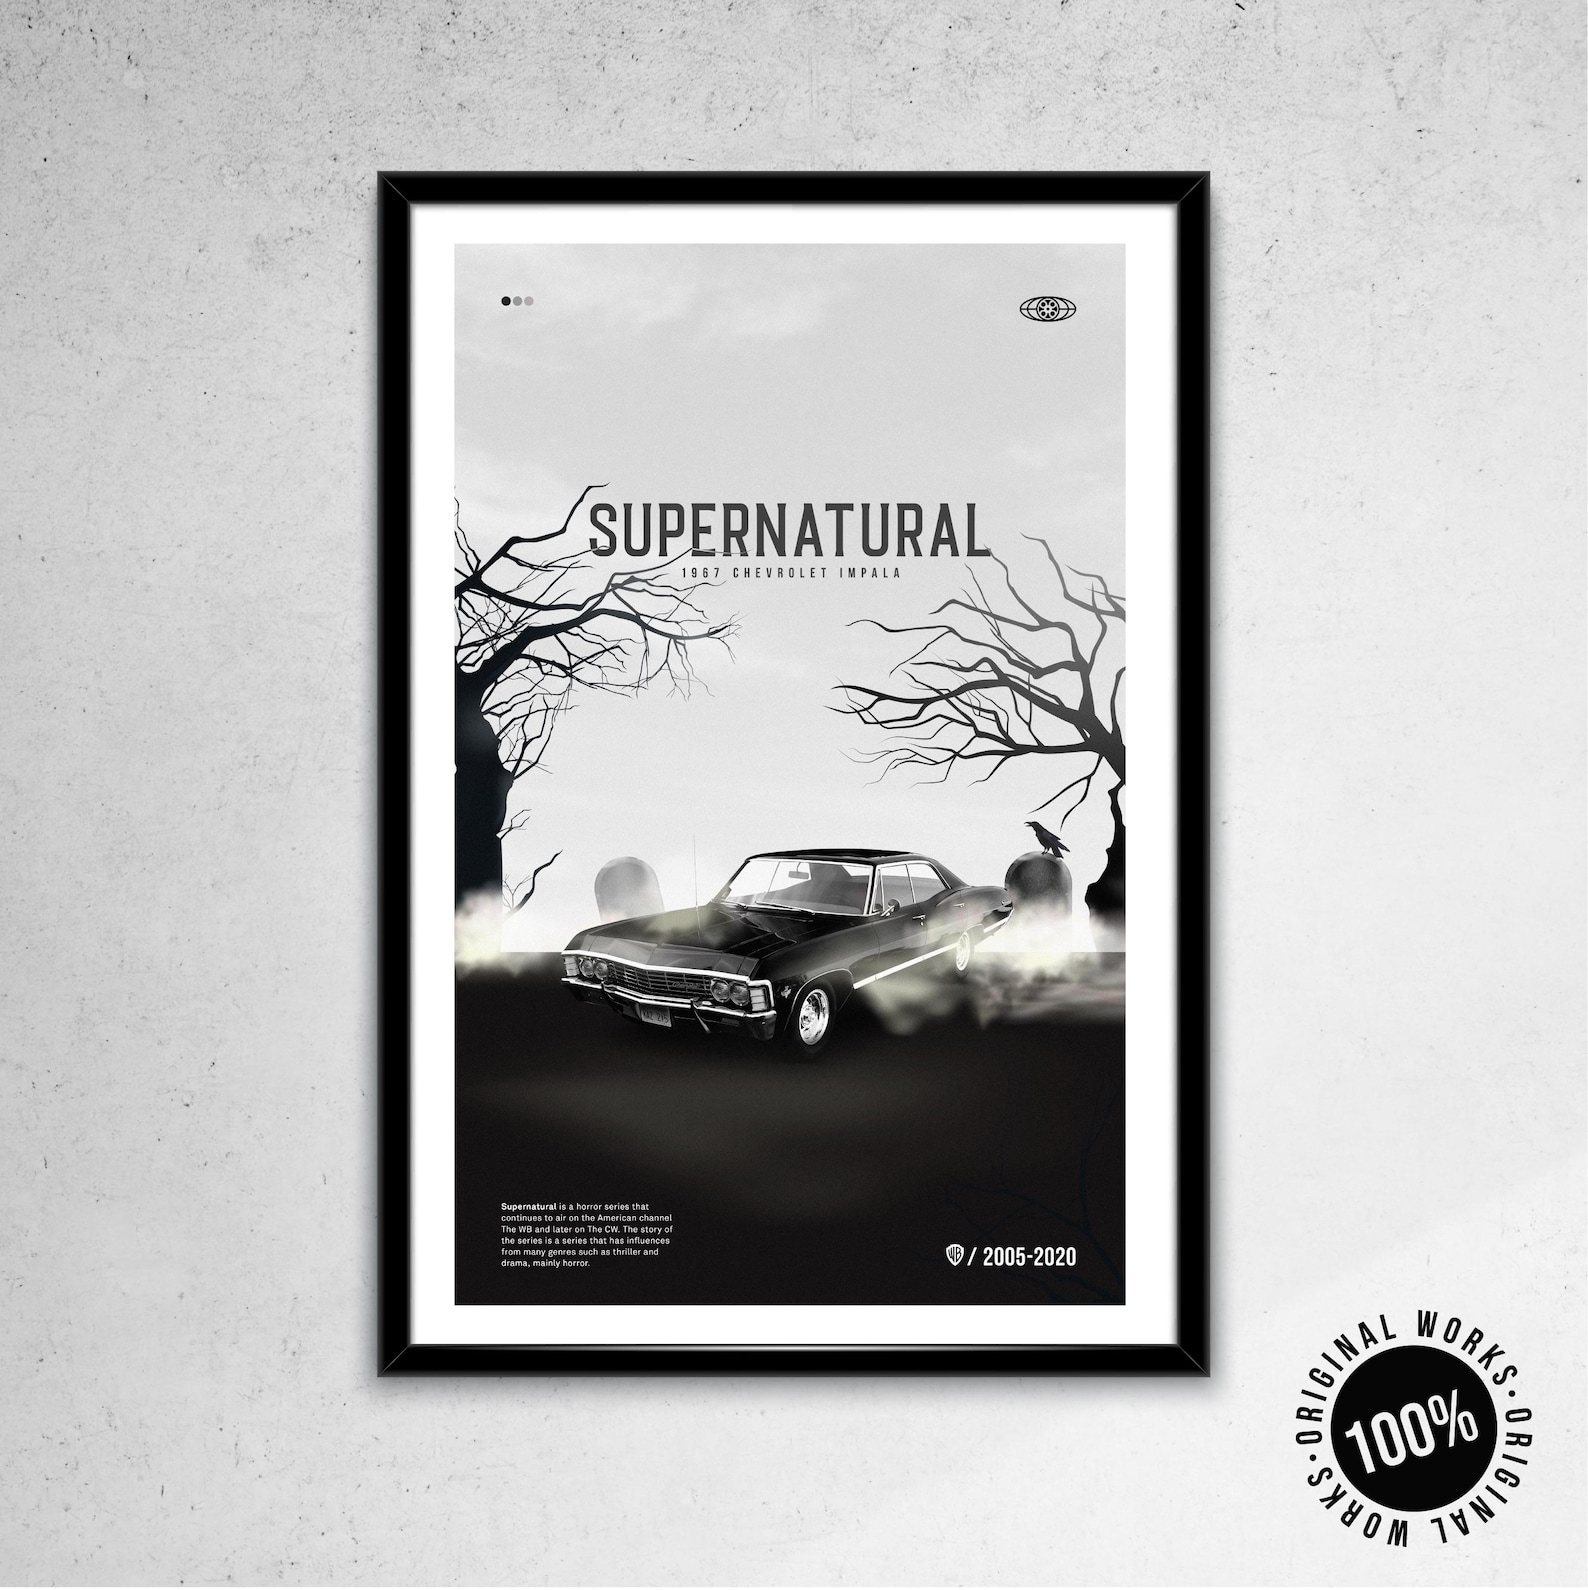 SUPERNATURAL
1967 CHEVROLET IMPALA
Supernatural is a horror series that
continues to air on the American channel
The WB and later on The CW. The story of
the series is a series that has influences
from many genres such as thriller and
drama, mainly horror.
WB / 2005-2020
ORIGINAL WORKS • ORIGINAL WORKS •
100%